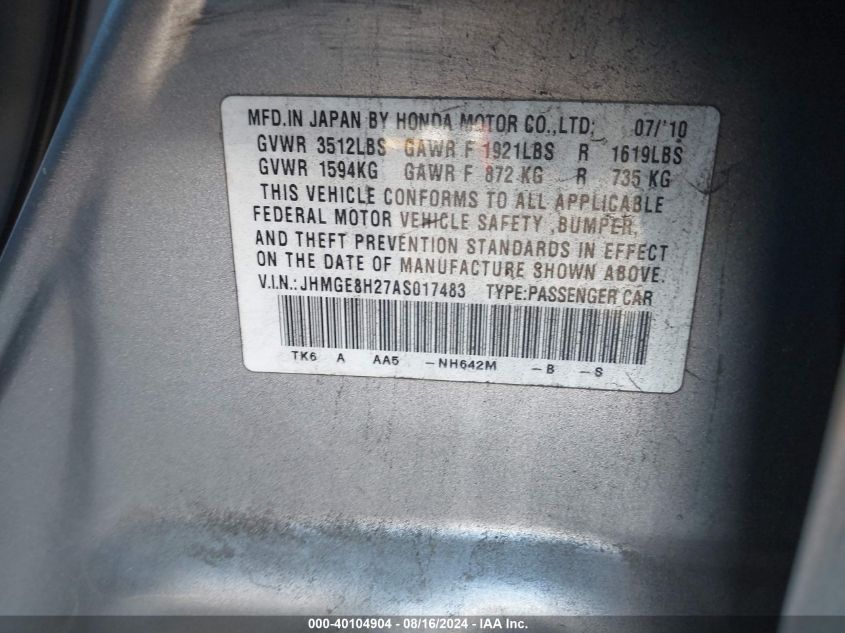 MFD.IN JAPAN BY HONDA MOTOR CO.,LTD; 07/'10
GVWR 3512LBS GAWR F 1921LBS R 1619LBS
GVWR 1594KG GAWR F 872 KG R 735 KG
THIS VEHICLE CONFORMS TO ALL APPLICABLE
FEDERAL MOTOR VEHICLE SAFETY ,BUMPER,
AND THEFT PREVENTION STANDARDS IN EFFECT
ON THE DATE OF MANUFACTURE SHOWN ABOVE.
V.I.N.: JHMGE8H27AS017483 TYPE:PASSENGER CAR
TK6 A AA5 -NH642M -B -S
000-40104904 - 08/16/2024 - IAA Inc.